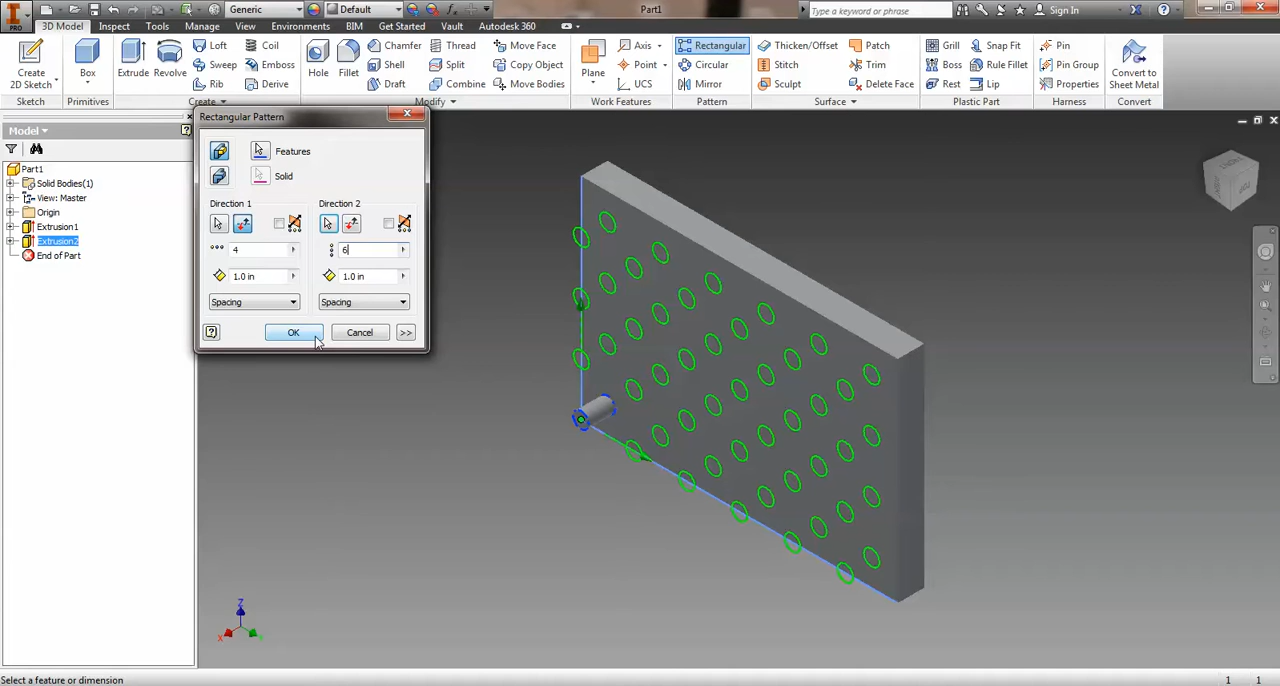 Generic
Default
Part1
Type a keyword or phrase
Sign In
PRO
3D Model
Inspect
Tools
Manage
View
Environments
BIM
Get Started
Vault
Autodesk 360
Create
2D Sketch
Box
Extrude
Revolve
Loft
Coil
Sweep
Emboss
Rib
Derive
Hole
Fillet
Chamfer
Thread
Move Face
Shell
Split
Copy Object
Draft
Combine
Move Bodies
Plane
Axis
Point
UCS
Rectangular
Circular
Mirror
Thicken/Offset
Patch
Stitch
Trim
Sculpt
Delete Face
Grill
Snap Fit
Boss
Rule Fillet
Rest
Lip
Pin
Pin Group
Properties
Convert to
Sheet Metal
Sketch
Primitives
Create
Modify
Work Features
Pattern
Surface
Plastic Part
Harness
Convert
Model
Part1
Solid Bodies(1)
View: Master
Origin
Extrusion1
Extrusion2
End of Part
Rectangular Pattern
Features
Solid
Direction 1
Direction 2
4
6
1.0 in
1.0 in
Spacing
Spacing
OK
Cancel
>>
Z
X
Select a feature or dimension
1
1